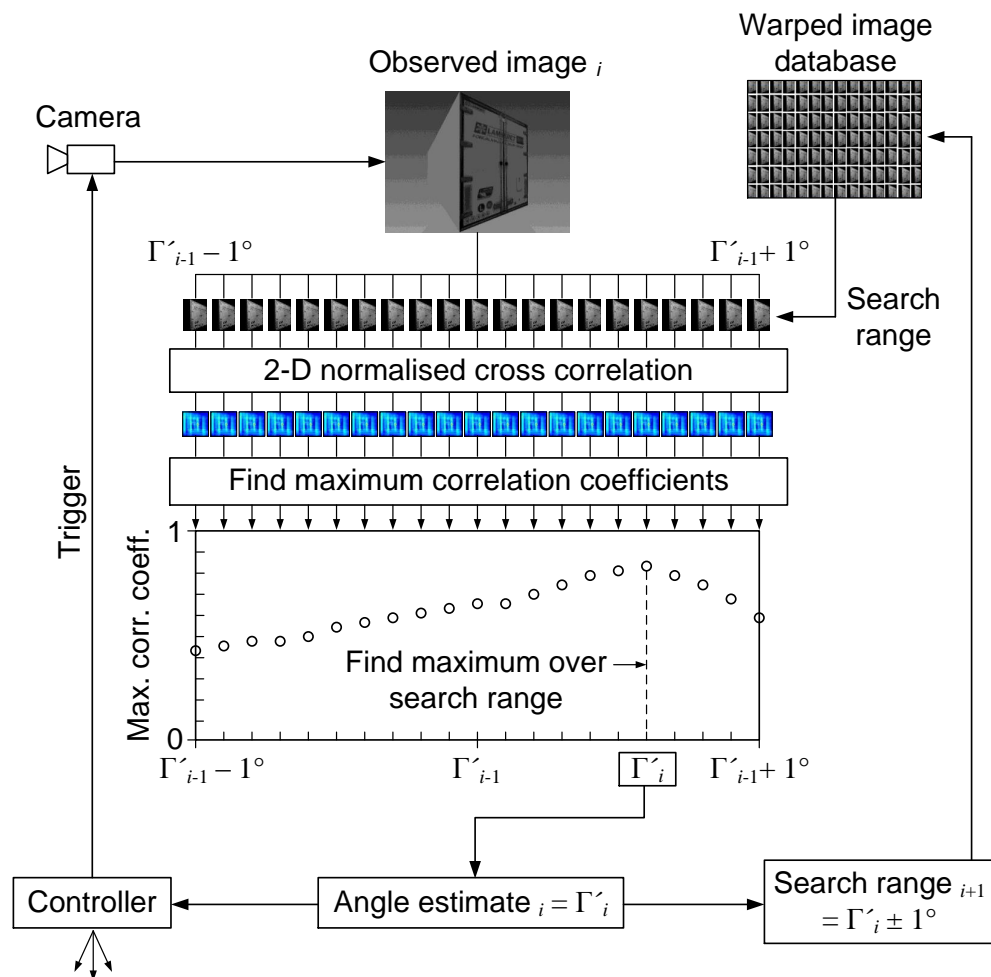 Warped image
database
Observed image i
Camera
Γ´i-1 – 1°
Γ´i-1 + 1°
Search
range
2-D normalised cross correlation
Find maximum correlation coefficients
Trigger
Max. corr. coeff.
1
0
Find maximum over
search range
Γ´i-1 – 1°
Γ´i-1
Γ´i
Γ´i-1 + 1°
Controller
Angle estimate i = Γ´i
Search range i+1
= Γ´i ± 1°